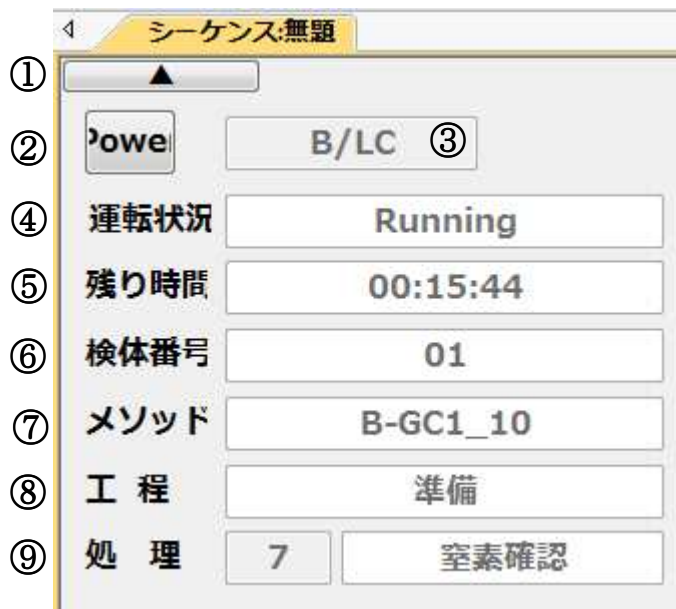 シーケンス:無題
① ▲
② Power B/LC ③
④ 運転状況 Running
⑤ 残り時間 00:15:44
⑥ 検体番号 01
⑦ メソッド B-GC1_10
⑧ 工 程 準備
⑨ 処 理 7 窒素確認